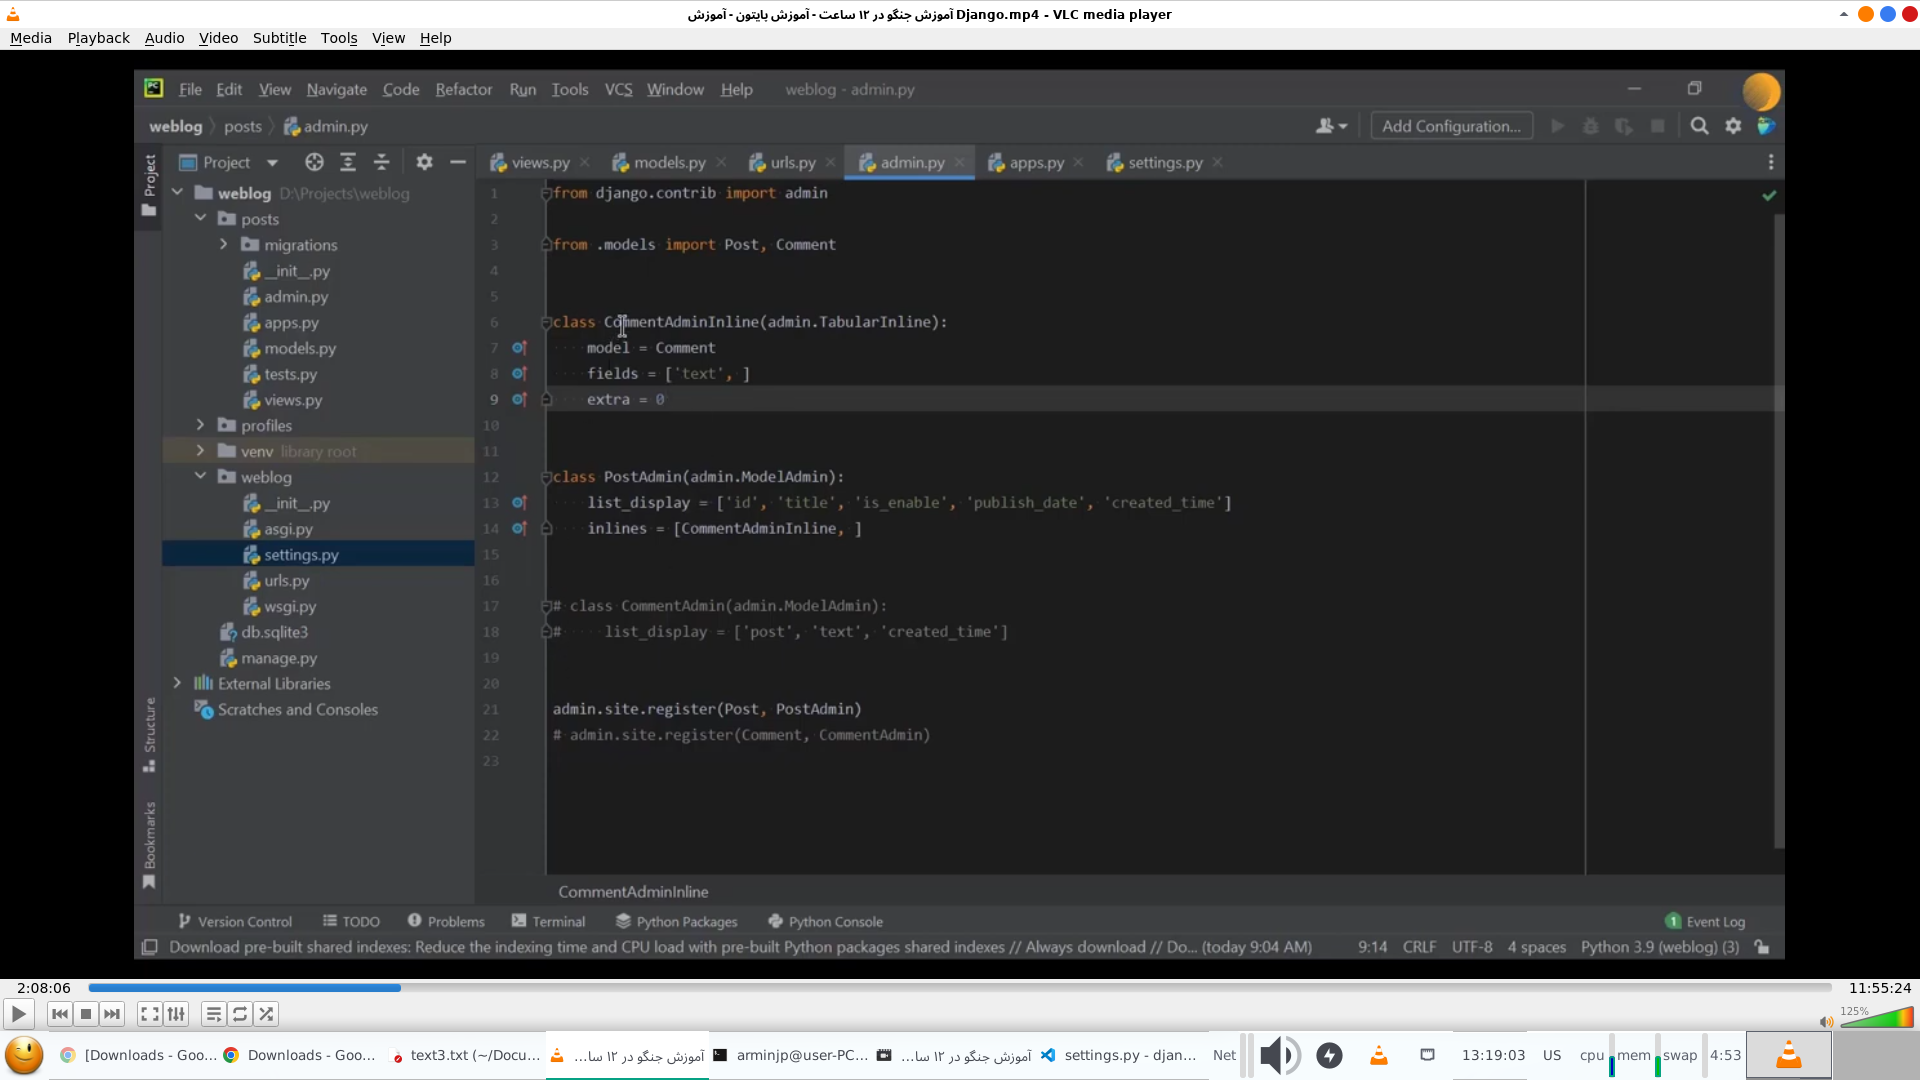 آموزش جنگو در ۱۲ ساعت - آموزش پایتون - آموزش Django.mp4 - VLC media player
Media Playback Audio Video Subtitle Tools View Help
PC File Edit View Navigate Code Refactor Run Tools VCS Window Help weblog - admin.py
weblog posts admin.py Add Configuration...
Project views.py models.py urls.py admin.py apps.py settings.py
Project
Structure
Bookmarks
weblog D:\Projects\weblog
posts
migrations
__init__.py
admin.py
apps.py
models.py
tests.py
views.py
profiles
venv library root
weblog
__init__.py
asgi.py
settings.py
urls.py
wsgi.py
db.sqlite3
manage.py
External Libraries
Scratches and Consoles
1 from django.contrib import admin
2
3 from .models import Post, Comment
4
5
6 class CommentAdminInline(admin.TabularInline):
7 model = Comment
8 fields = ['text', ]
9 extra = 0
10
11
12 class PostAdmin(admin.ModelAdmin):
13 list_display = ['id', 'title', 'is_enable', 'publish_date', 'created_time']
14 inlines = [CommentAdminInline, ]
15
16
17 # class CommentAdmin(admin.ModelAdmin):
18 # list_display = ['post', 'text', 'created_time']
19
20
21 admin.site.register(Post, PostAdmin)
22 # admin.site.register(Comment, CommentAdmin)
23
CommentAdminInline
Version Control TODO Problems Terminal Python Packages Python Console 1 Event Log
Download pre-built shared indexes: Reduce the indexing time and CPU load with pre-built Python packages shared indexes // Always download // Do... (today 9:04 AM) 9:14 CRLF UTF-8 4 spaces Python 3.9 (weblog) (3)
2:08:06 11:55:24
125%
[Downloads - Goo... Downloads - Goo... text3.txt (~/Docu... آموزش جنگو در ۱۲ سا... arminjp@user-PC... آموزش جنگو در ۱۲ سا... settings.py - djan... Net 13:19:03 US cpu mem swap 4:53